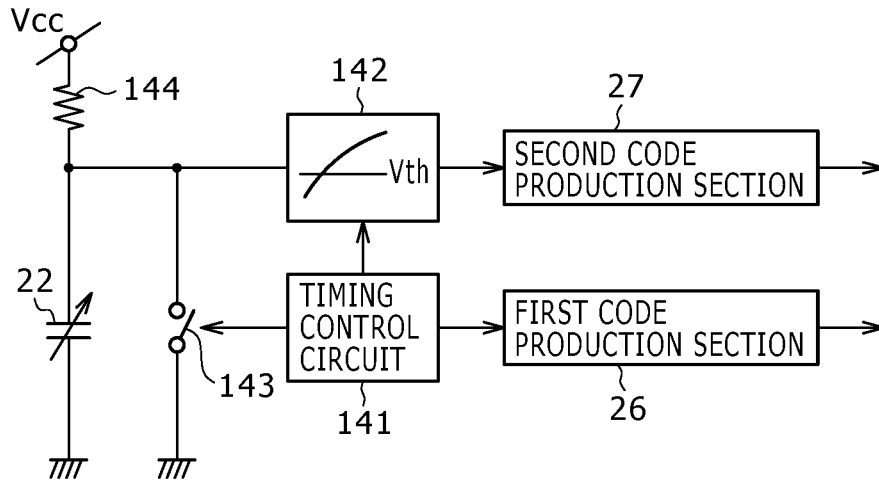 Vcc
144
142
Vth
27
SECOND CODE
PRODUCTION SECTION
22
143
TIMING
CONTROL
CIRCUIT
141
FIRST CODE
PRODUCTION SECTION
26